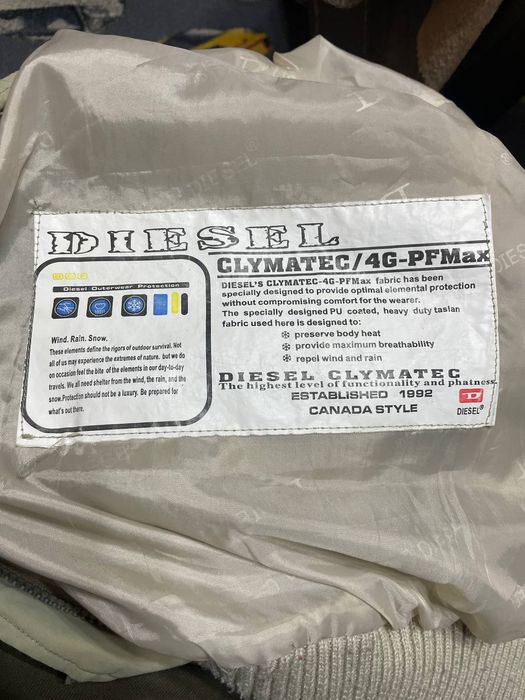 DIESEL
CLYMATEC/4G-PFMax
DIESEL'S CLYMATEC-4G-PFMax fabric has been
specially designed to provide optimal elemental protection
without compromising comfort for the wearer.
The specially designed PU coated, heavy duty taslan
fabric used here is designed to:
preserve body heat
provide maximum breathability
repel wind and rain
DIESEL CLYMATEC
The highest level of functionality and phatness.
ESTABLISHED 1992
CANADA STYLE
D
DIESEL®
Diesel Outerwear Protection
Wind. Rain. Snow.
These elements define the rigors of outdoor survival. Not
all of us may experience the extremes of nature. but we do
on occasion feel the bite of the elements in our day-to-day
travels. We all need shelter from the wind, the rain, and the
snow.Protection should not be a luxury. Be prepared for
what's out there.
DIESEL®